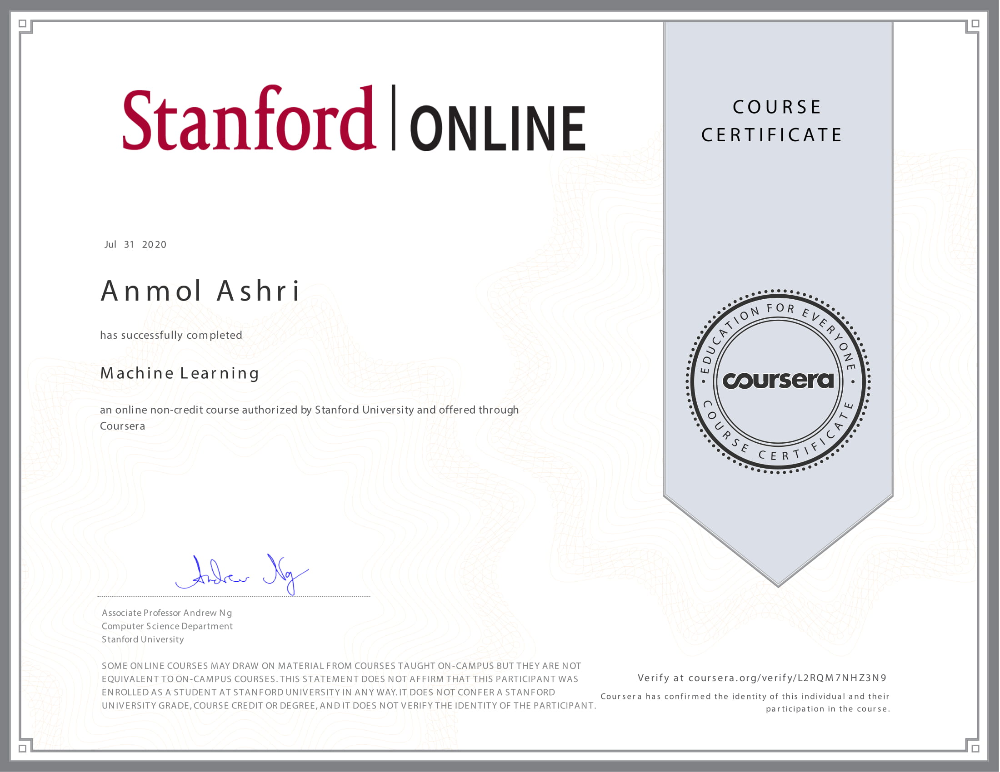 Stanford | ONLINE
COURSE
CERTIFICATE
Jul 31 2020
Anmol Ashri
has successfully completed
Machine Learning
an online non-credit course authorized by Stanford University and offered through
Coursera
EDUCATION FOR EVERYONE
coursera
COURSE CERTIFICATE
Andrew Ng
Associate Professor Andrew Ng
Computer Science Department
Stanford University
SOME ONLINE COURSES MAY DRAW ON MATERIAL FROM COURSES TAUGHT ON-CAMPUS BUT THEY ARE NOT
EQUIVALENT TO ON-CAMPUS COURSES. THIS STATEMENT DOES NOT AFFIRM THAT THIS PARTICIPANT WAS
ENROLLED AS A STUDENT AT STANFORD UNIVERSITY IN ANY WAY. IT DOES NOT CONFER A STANFORD
UNIVERSITY GRADE, COURSE CREDIT OR DEGREE, AND IT DOES NOT VERIFY THE IDENTITY OF THE PARTICIPANT.
Verify at coursera.org/verify/L2RQM7NHZ3N9
Coursera has confirmed the identity of this individual and their
participation in the course.